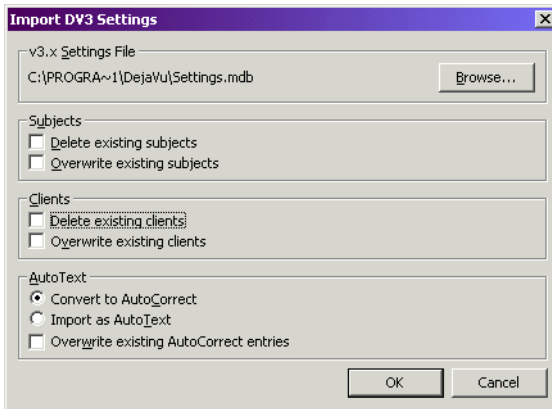 Import DV3 Settings
v3.x Settings File
C:\PROGRA~1\DejaVu\Settings.mdb
Browse...
Subjects
Delete existing subjects
Overwrite existing subjects
Clients
Delete existing clients
Overwrite existing clients
AutoText
Convert to AutoCorrect
Import as AutoText
Overwrite existing AutoCorrect entries
OK Cancel